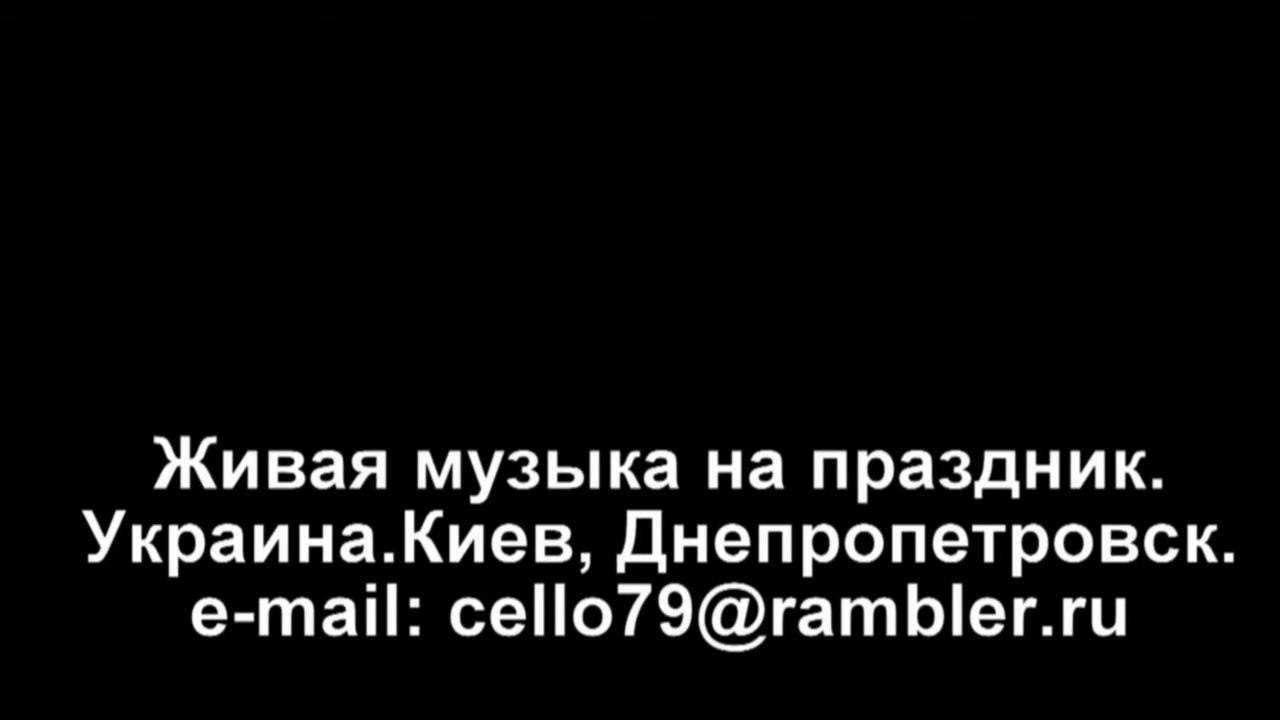 Живая музыка на праздник.
Украина.Киев, Днепропетровск.
e-mail: cello79@rambler.ru